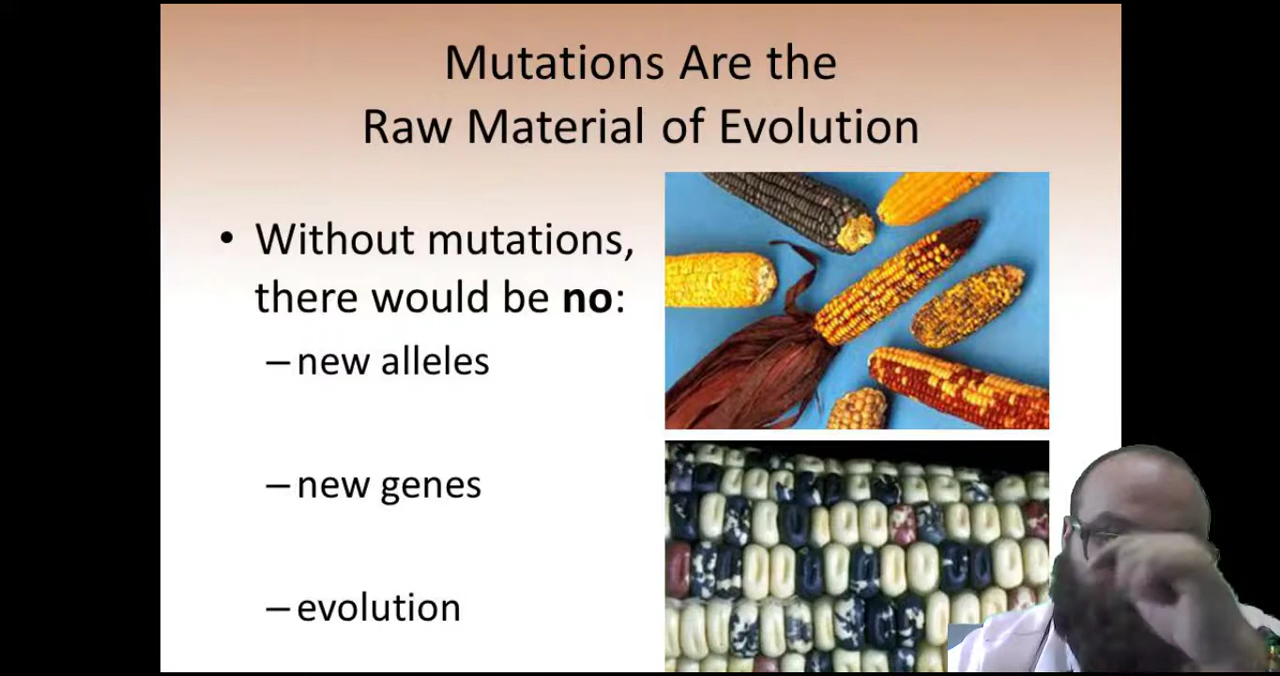 Mutations Are the
Raw Material of Evolution
• Without mutations,
there would be no:
– new alleles
– new genes
– evolution